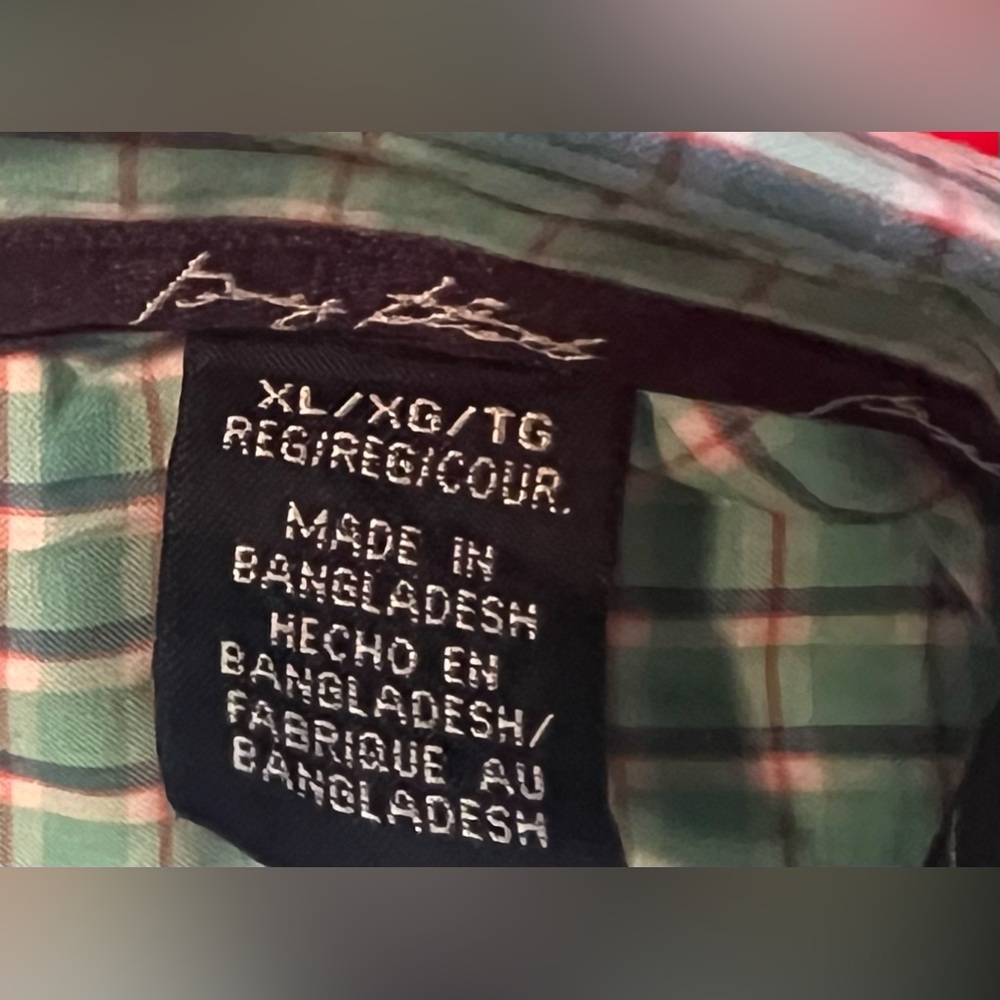 XL/XG/TG
REG/REG/COUR.
MADE IN
BANGLADESH
HECHO EN
BANGLADESH/
FABRIQUE AU
BANGLADESH